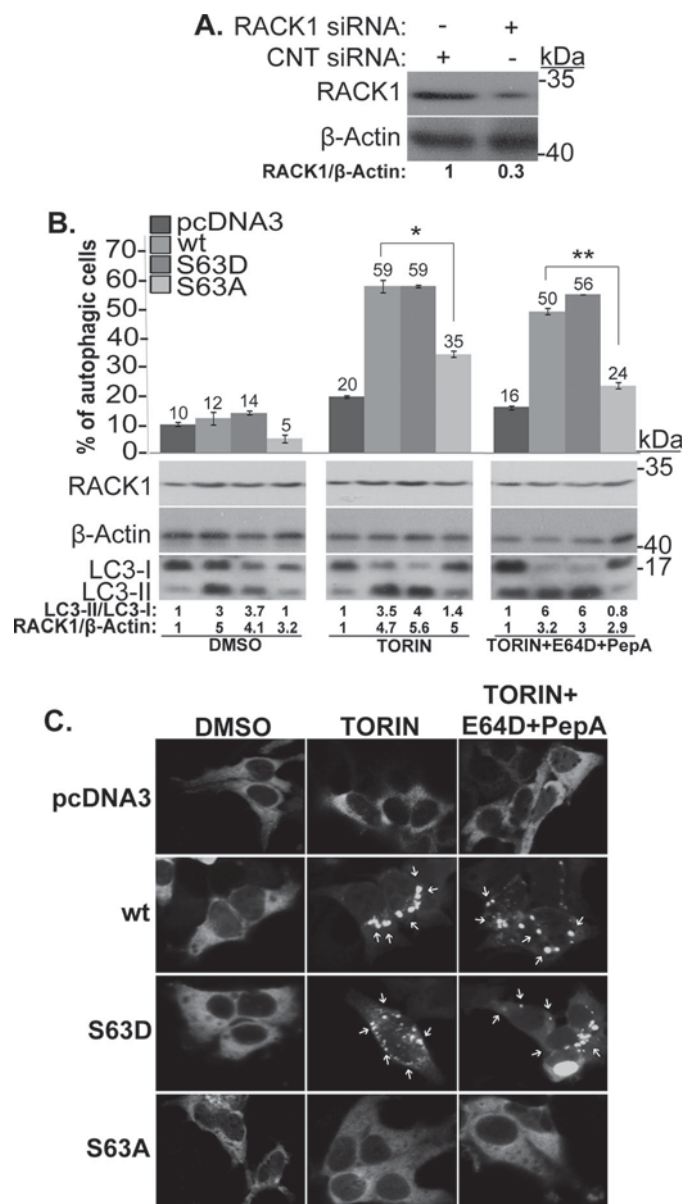 A. RACK1 siRNA: - +
CNT siRNA: + - kDa
RACK1 -35
β-Actin -40
RACK1/β-Actin: 1 0.3
B.
pcDNA3
wt
S63D
S63A
% of autophagic cells
70
60
50
40
30
20
10
0
10 12 14 5
20 59 59 35
16 50 56 24
* **
kDa
RACK1 -35
β-Actin -40
LC3-I -17
LC3-II
LC3-II/LC3-I: 1 3 3.7 1 1 3.5 4 1.4 1 6 6 0.8
RACK1/β-Actin: 1 5 4.1 3.2 1 4.7 5.6 5 1 3.2 3 2.9
DMSO TORIN TORIN+E64D+PepA
C. DMSO TORIN TORIN+
E64D+PepA
pcDNA3
wt
S63D
S63A